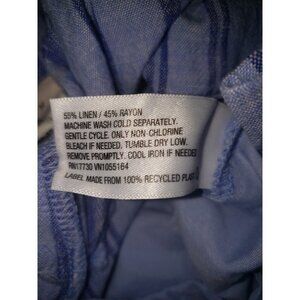 55% LINEN / 45% RAYON
MACHINE WASH COLD SEPARATELY.
GENTLE CYCLE. ONLY NON-CHLORINE
BLEACH IF NEEDED. TUMBLE DRY LOW.
REMOVE PROMPTLY. COOL IRON IF NEEDED
RN17730 VN1055164
LABEL MADE FROM 100% RECYCLED